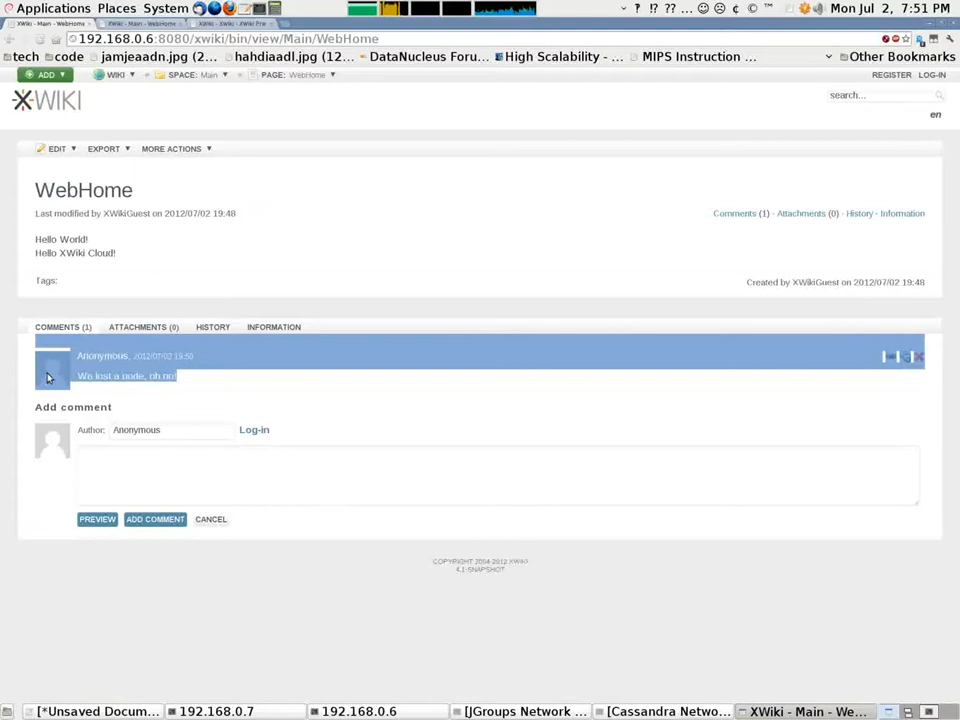 Applications Places System Mon Jul 2, 7:51 PM
XWiki - Main - WebHome XWiki - Main - WebHome XWiki - XWiki - XWiki Pre
192.168.0.6:8080/xwiki/bin/view/Main/WebHome
tech code jamjeaadn.jpg (2... hahdiaadl.jpg (12... DataNucleus Foru... High Scalability - ... MIPS Instruction ... Other Bookmarks
ADD WIKI SPACE: Main PAGE: WebHome REGISTER LOG-IN
XWIKI search...
en
EDIT EXPORT MORE ACTIONS
WebHome
Last modified by XWikiGuest on 2012/07/02 19:48 Comments (1) · Attachments (0) · History · Information
Hello World!
Hello XWiki Cloud!
Tags: Created by XWikiGuest on 2012/07/02 19:48
COMMENTS (1) ATTACHMENTS (0) HISTORY INFORMATION
Anonymous, 2012/07/02 19:50
We lost a node, oh no!
Add comment
Author: Anonymous Log-in
PREVIEW ADD COMMENT CANCEL
COPYRIGHT 2004-2012 XWIKI
4.1-SNAPSHOT
[*Unsaved Docum... 192.168.0.7 192.168.0.6 [JGroups Network ... [Cassandra Netwo... XWiki - Main - We...